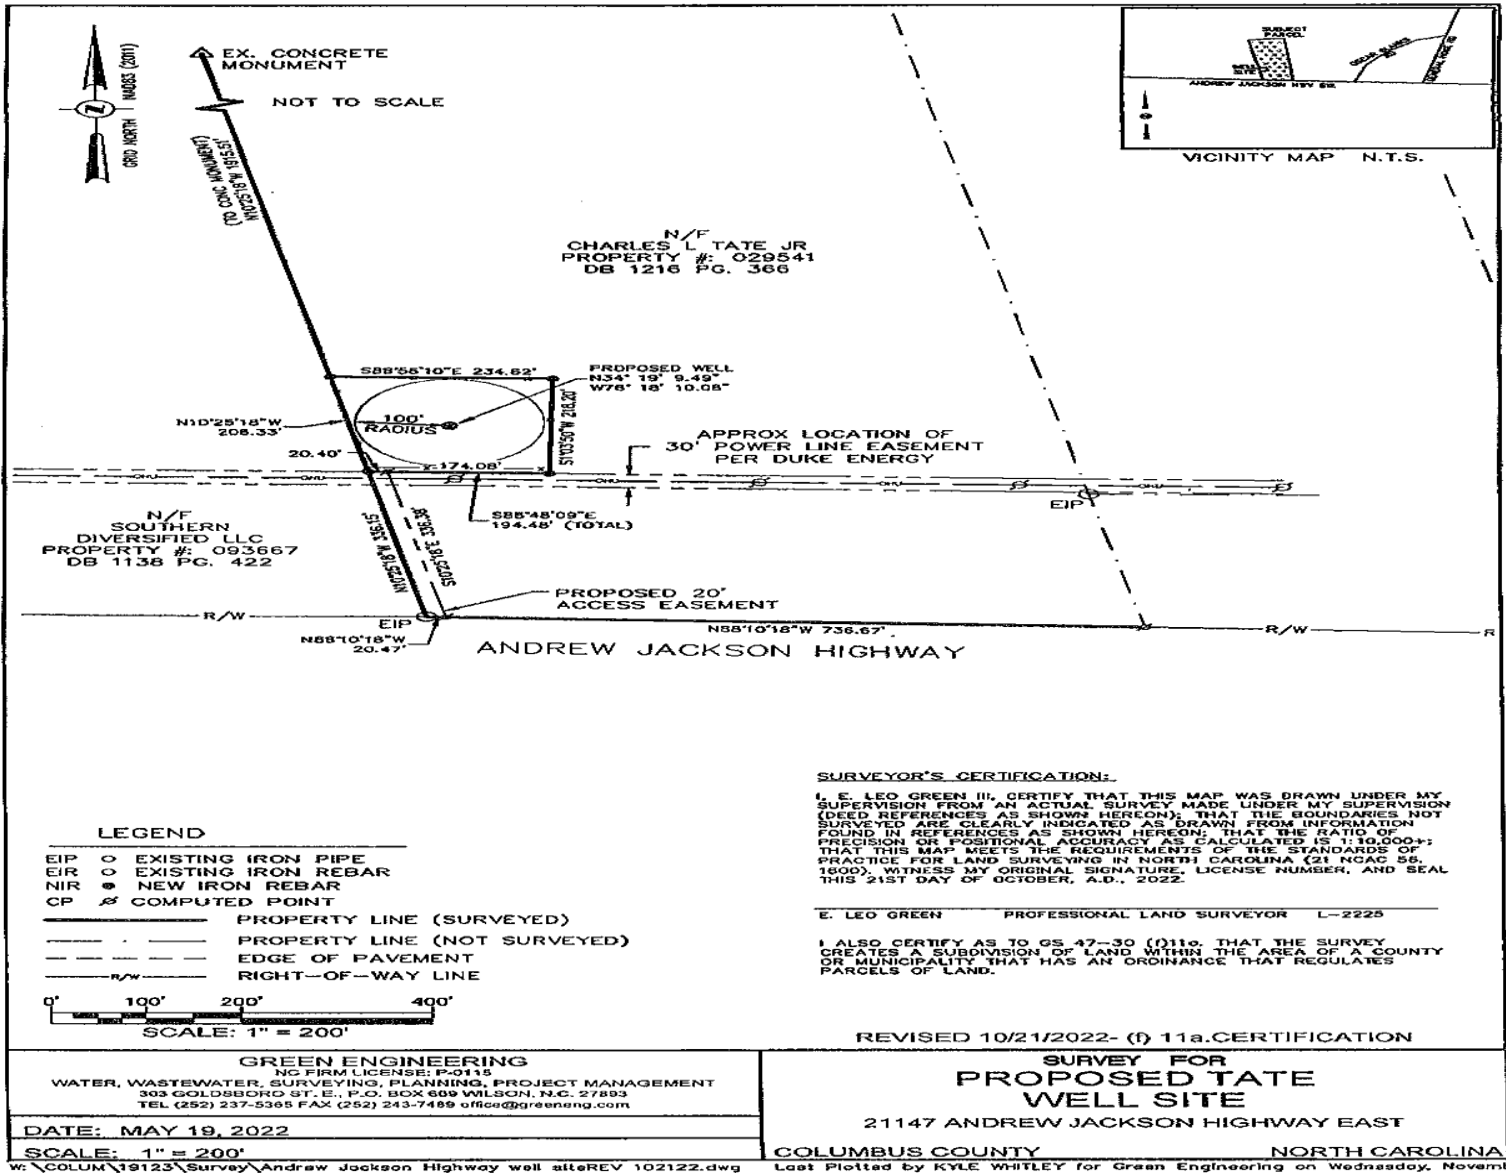 EX. CONCRETE
MONUMENT
NOT TO SCALE
GRID NORTH NAD83 (2011)
N10°25'18"W 1915.51'
(TO CONC MONUMENT)
SUBJECT
PARCEL
WELL
SITE
ANDREW JACKSON HWY
VICINITY MAP N.T.S.
N/F
CHARLES L TATE JR
PROPERTY #: 029541
DB 1216 PG. 366
S88°56'10"E 234.62'
PROPOSED WELL
N34° 19' 9.49"
W78° 18' 10.08"
100'
RADIUS
N10°25'18"W
206.33'
S1°03'50"W 218.20'
20.40'
174.08'
APPROX LOCATION OF
30' POWER LINE EASEMENT
PER DUKE ENERGY
OHU
OHU
OHU
OHU
OHU
EIP
S86°48'09"E
194.48' (TOTAL)
N/F
SOUTHERN
DIVERSIFIED LLC
PROPERTY #: 093667
DB 1138 PG. 422
N10°25'18"W 336.15'
S10°25'18"E 336.38'
PROPOSED 20'
ACCESS EASEMENT
R/W
EIP
N88°10'18"W
20.47'
N88°10'18"W 736.67'
R/W
R
ANDREW JACKSON HIGHWAY
SURVEYOR'S CERTIFICATION:
I, E. LEO GREEN III, CERTIFY THAT THIS MAP WAS DRAWN UNDER MY
SUPERVISION FROM AN ACTUAL SURVEY MADE UNDER MY SUPERVISION
(DEED REFERENCES AS SHOWN HEREON); THAT THE BOUNDARIES NOT
SURVEYED ARE CLEARLY INDICATED AS DRAWN FROM INFORMATION
FOUND IN REFERENCES AS SHOWN HEREON; THAT THE RATIO OF
PRECISION OR POSITIONAL ACCURACY AS CALCULATED IS 1:10,000+;
THAT THIS MAP MEETS THE REQUIREMENTS OF THE STANDARDS OF
PRACTICE FOR LAND SURVEYING IN NORTH CAROLINA (21 NCAC 56.
1600). WITNESS MY ORIGINAL SIGNATURE, LICENSE NUMBER, AND SEAL
THIS 21ST DAY OF OCTOBER, A.D., 2022.
E. LEO GREEN PROFESSIONAL LAND SURVEYOR L-2225
I ALSO CERTIFY AS TO GS 47-30 (f)11a. THAT THE SURVEY
CREATES A SUBDIVISION OF LAND WITHIN THE AREA OF A COUNTY
OR MUNICIPALITY THAT HAS AN ORDINANCE THAT REGULATES
PARCELS OF LAND.
LEGEND
EIP EXISTING IRON PIPE
EIR EXISTING IRON REBAR
NIR NEW IRON REBAR
CP COMPUTED POINT
PROPERTY LINE (SURVEYED)
PROPERTY LINE (NOT SURVEYED)
EDGE OF PAVEMENT
R/W RIGHT-OF-WAY LINE
0' 100' 200' 400'
SCALE: 1" = 200'
REVISED 10/21/2022- (f) 11a.CERTIFICATION
GREEN ENGINEERING
NC FIRM LICENSE: P-0115
WATER, WASTEWATER, SURVEYING, PLANNING, PROJECT MANAGEMENT
303 GOLDSBORO ST. E., P.O. BOX 609 WILSON, N.C. 27893
TEL (252) 237-5365 FAX (252) 243-7489 office@greeneng.com
DATE: MAY 19, 2022
SCALE: 1" = 200'
SURVEY FOR
PROPOSED TATE
WELL SITE
21147 ANDREW JACKSON HIGHWAY EAST
COLUMBUS COUNTY NORTH CAROLINA
W:\COLUM\19123\Survey\Andrew Jackson Highway well siteREV 102122.dwg Last Plotted by KYLE WHITLEY for Green Engineering on Wednesday, Novem